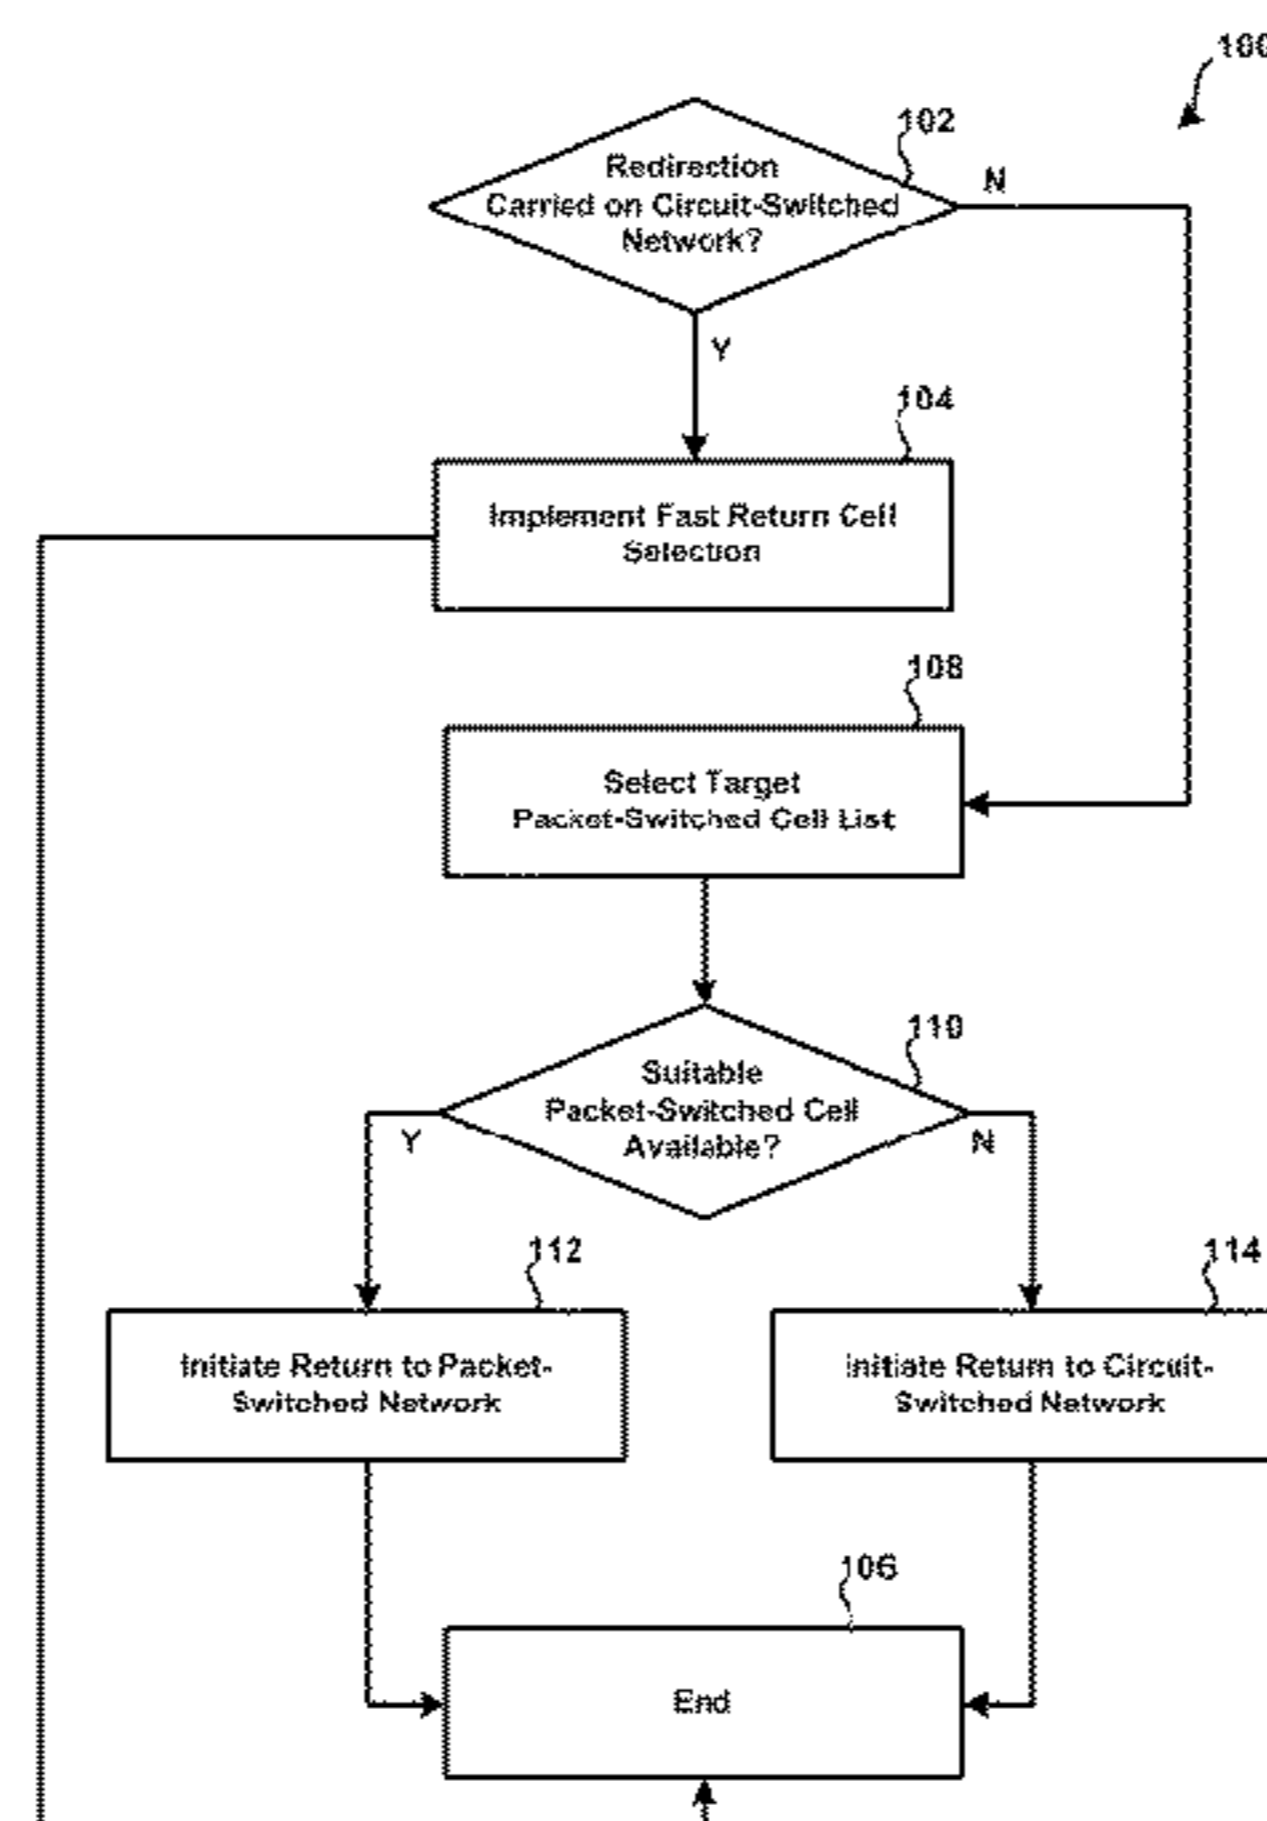 100
102
Redirection
Carried on Circuit-Switched
Network?
N
Y
104
Implement Fast Return Cell
Selection
108
Select Target
Packet-Switched Cell List
110
Suitable
Packet-Switched Cell
Available?
Y
N
112
114
Initiate Return to Packet-
Switched Network
Initiate Return to Circuit-
Switched Network
106
End